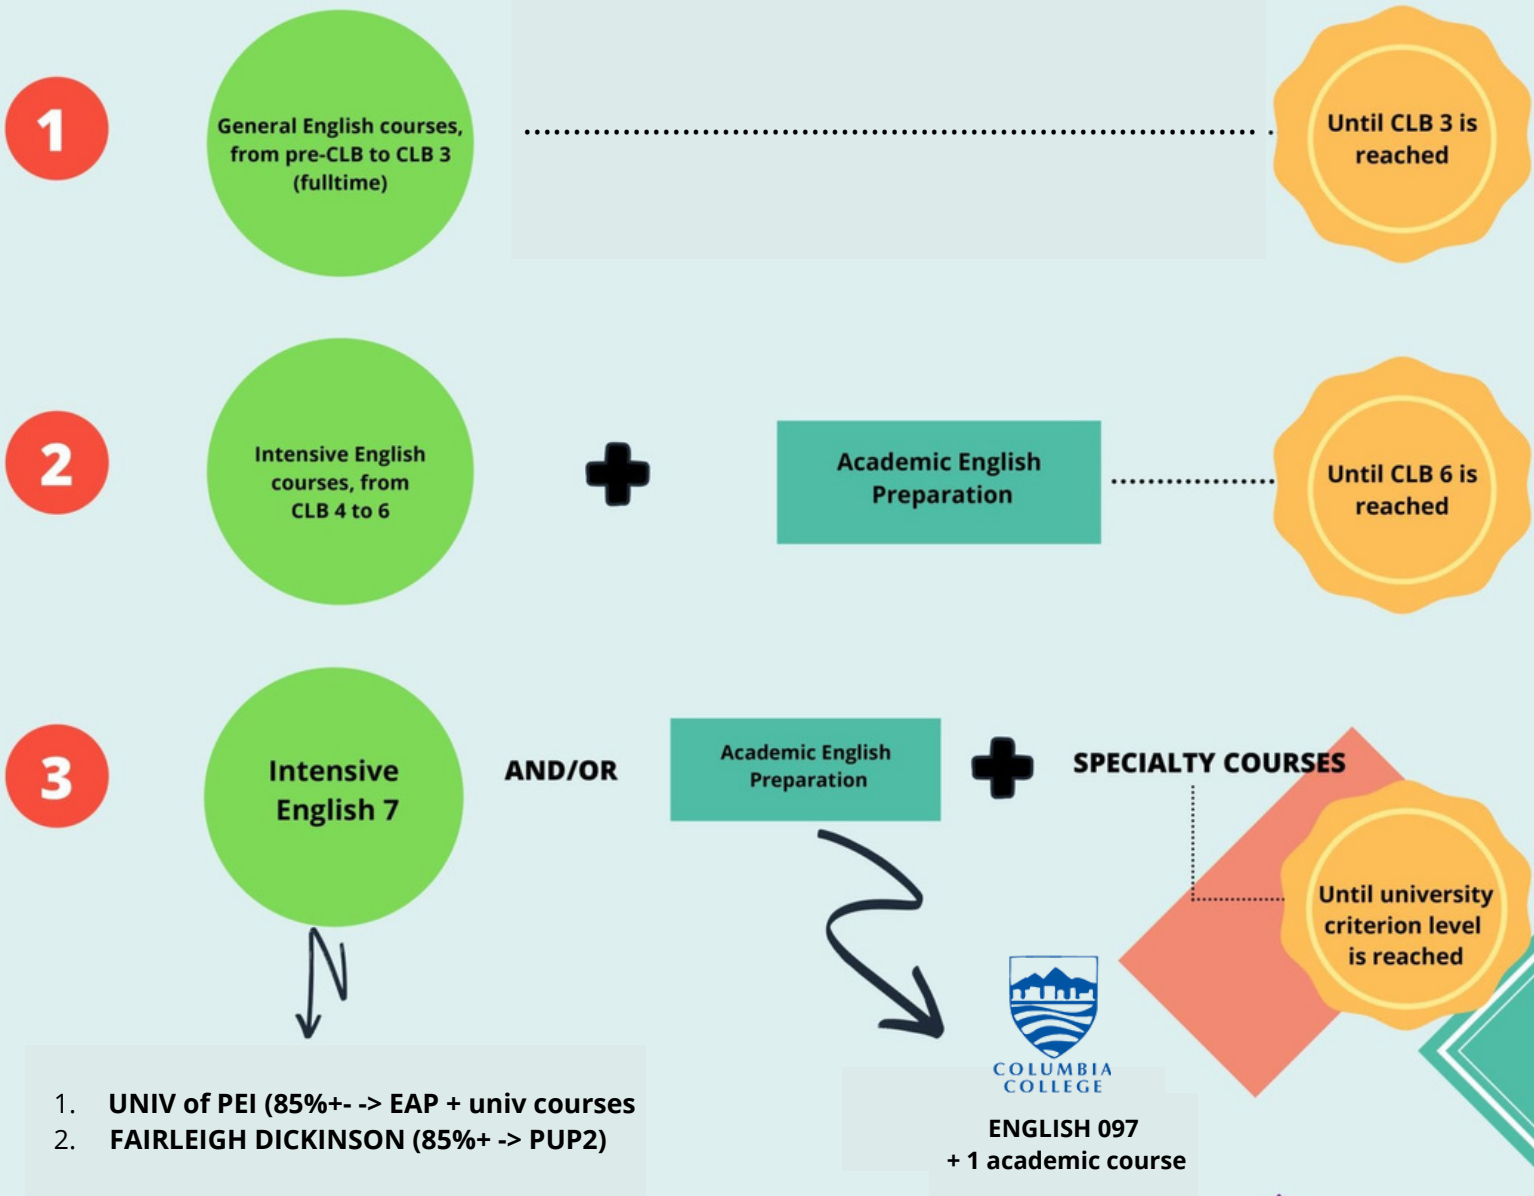 1
General English courses,
from pre-CLB to CLB 3
(fulltime)
Until CLB 3 is
reached
2
Intensive English
courses, from
CLB 4 to 6
Academic English
Preparation
Until CLB 6 is
reached
3
Intensive
English 7
AND/OR
Academic English
Preparation
SPECIALTY COURSES
Until university
criterion level
is reached
COLUMBIA
COLLEGE
1. UNIV of PEI (85%+- -> EAP + univ courses
2. FAIRLEIGH DICKINSON (85%+ -> PUP2)
ENGLISH 097
+ 1 academic course